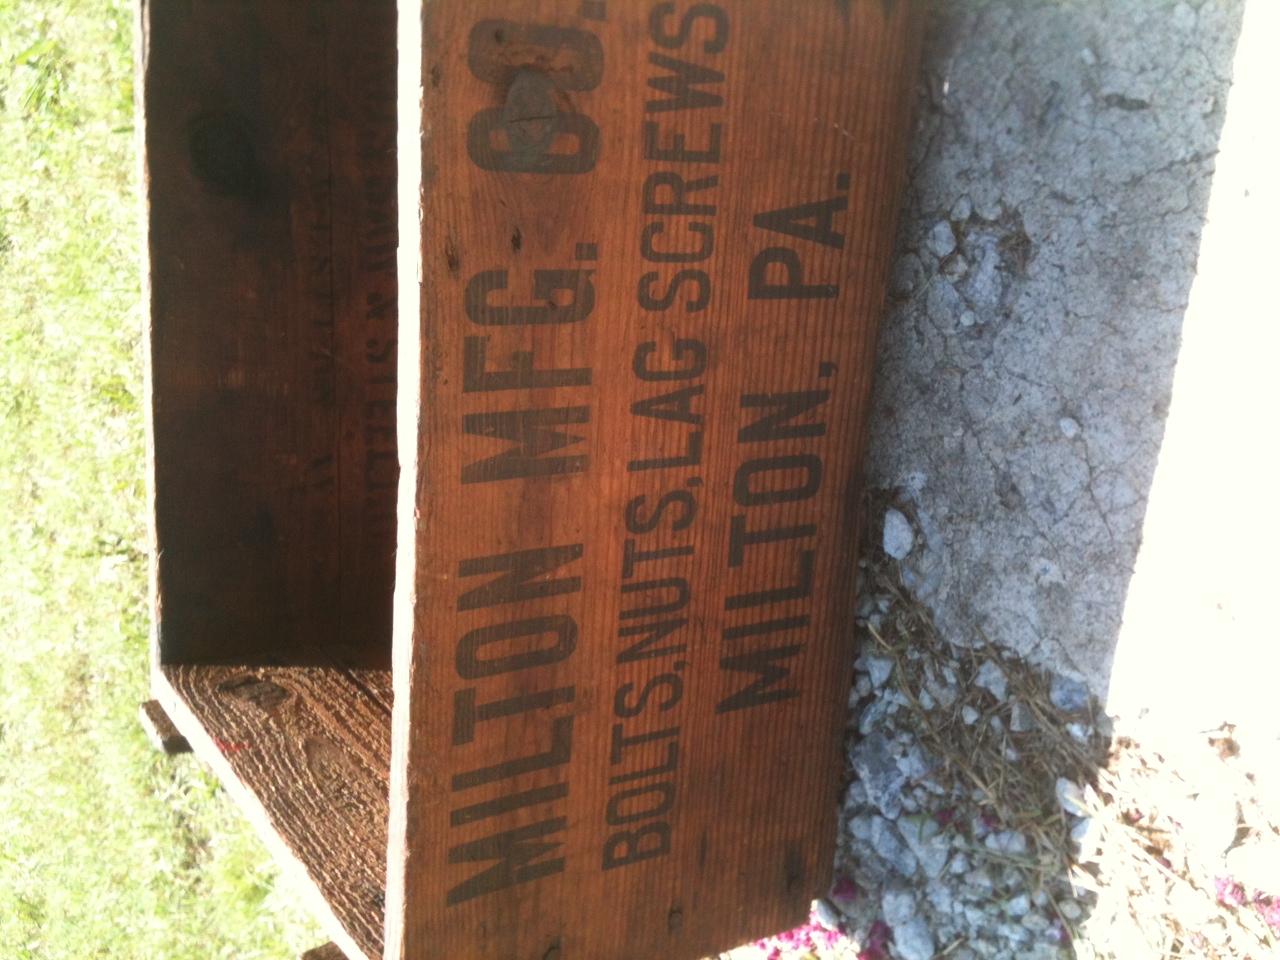 MILTON MFG. CO.
BOLTS, NUTS, LAG SCREWS
MILTON, PA.